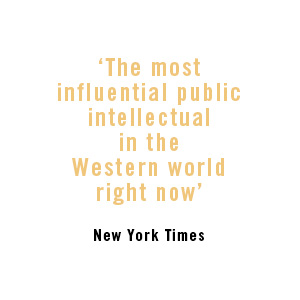 ‘The most
influential public
intellectual
in the
Western world
right now’
New York Times